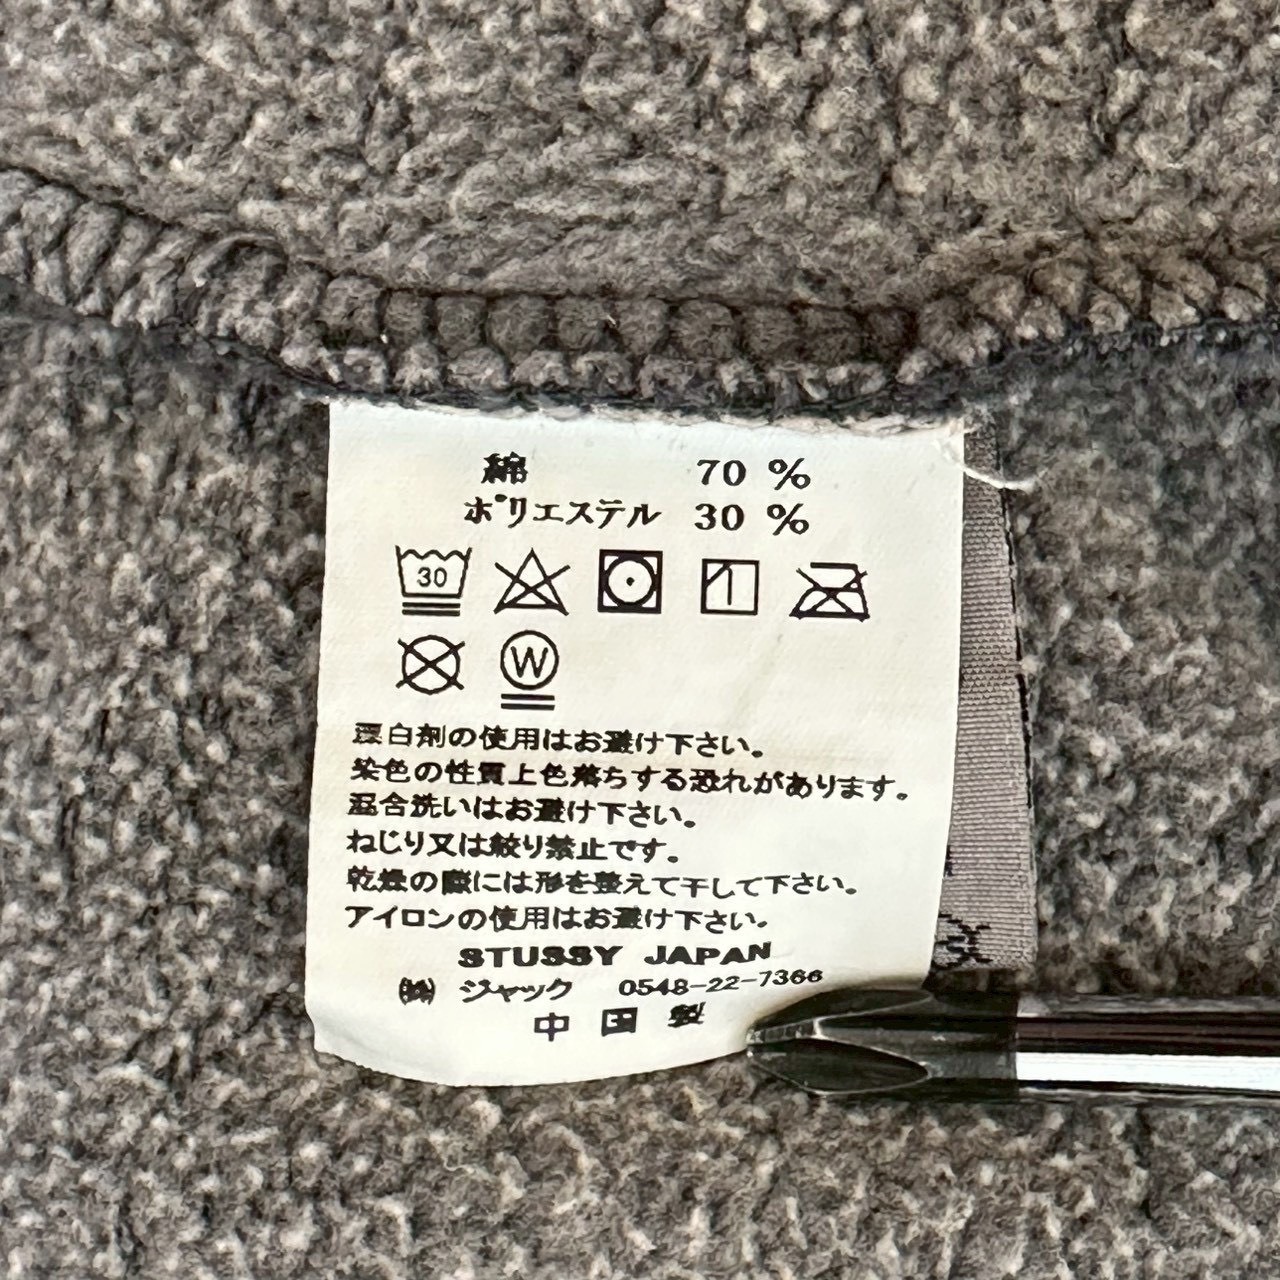 綿 70 %
ポリエステル 30 %
30
W
漂白剤の使用はお避け下さい。
染色の性質上色落ちする恐れがあります。
混合洗いはお避け下さい。
ねじり又は絞り禁止です。
乾燥の際には形を整えて干して下さい。
アイロンの使用はお避け下さい。
STUSSY JAPAN
㈱ ジャック 0548-22-7366
中国製